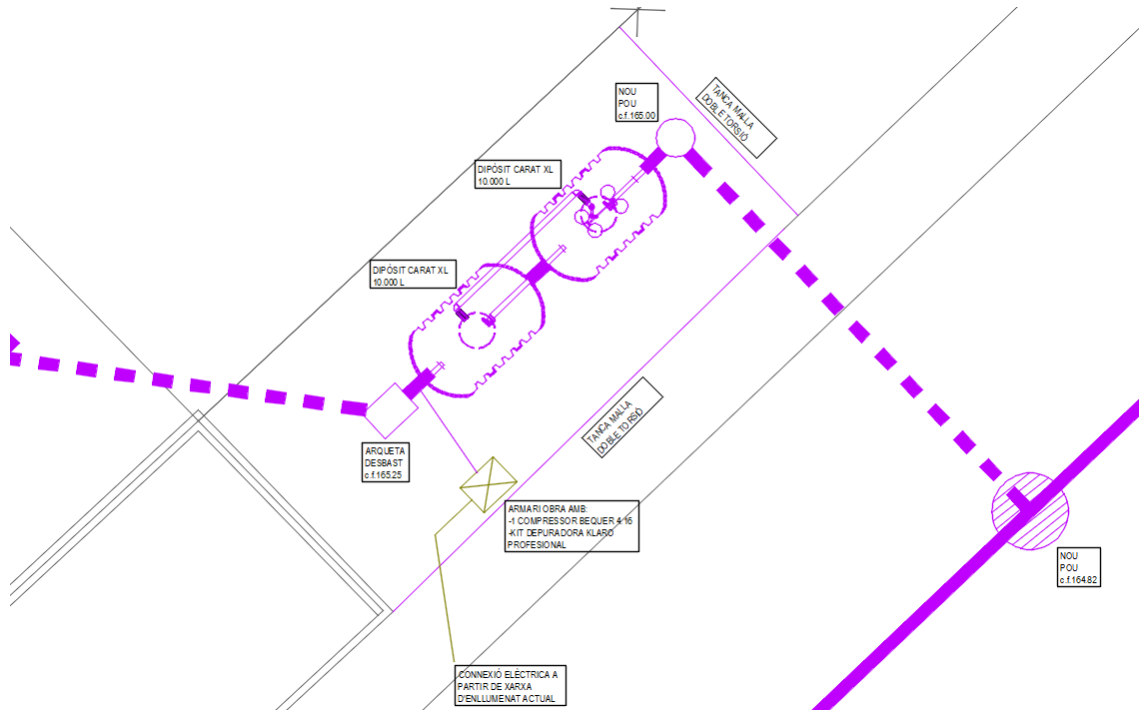 NOU
POU
c.f.165.00
TANCA MALLA
DOBLE TORSIÓ
DIPÒSIT CARAT XL
10.000 L
DIPÓSIT CARAT XL
10.000 L
TANCA MALLA
DOBLE TORSIÓ
ARQUETA
DESBAST
c.f.165.25
ARMARI OBRA AMB:
-1 COMPRESSOR BEQUER 4.16
-KIT DEPURADORA KLARO
PROFESIONAL
NOU
POU
c.f.164.82
CONNEXIÓ ELÈCTRICA A
PARTIR DE XARXA
D'ENLLUMENAT ACTUAL